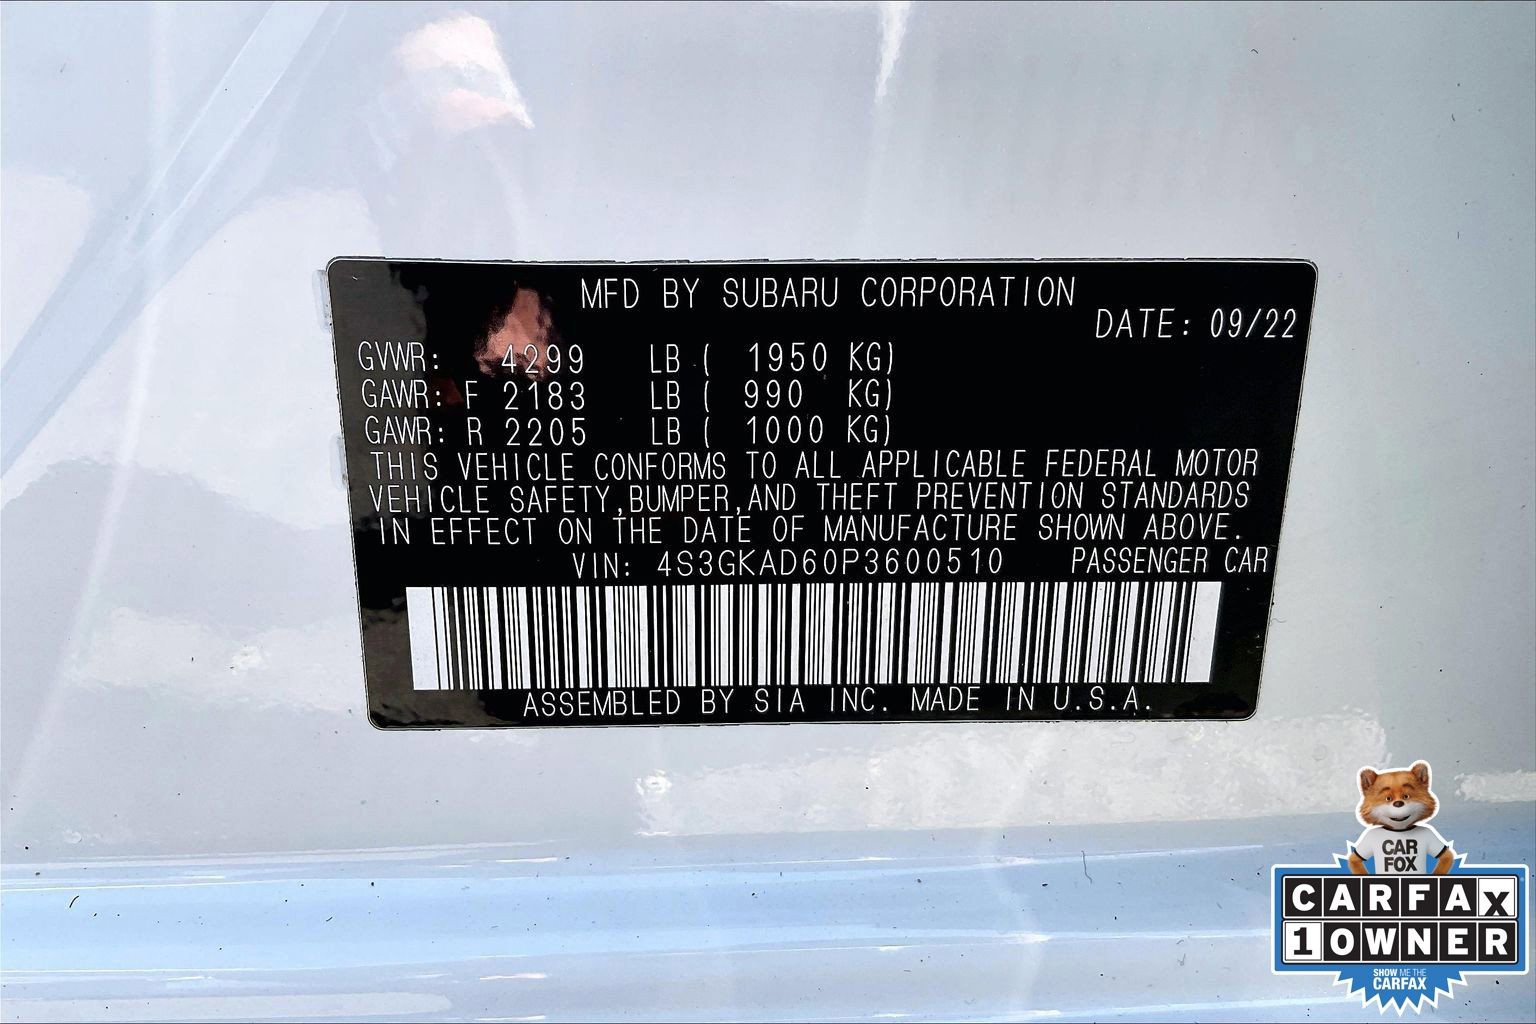 MFD BY SUBARU CORPORATION
DATE: 09/22
GVWR: 4299 LB ( 1950 KG)
GAWR: F 2183 LB ( 990 KG)
GAWR: R 2205 LB ( 1000 KG)
THIS VEHICLE CONFORMS TO ALL APPLICABLE FEDERAL MOTOR
VEHICLE SAFETY,BUMPER,AND THEFT PREVENTION STANDARDS
IN EFFECT ON THE DATE OF MANUFACTURE SHOWN ABOVE.
VIN: 4S3GKAD60P3600510 PASSENGER CAR
ASSEMBLED BY SIA INC. MADE IN U.S.A.
CAR
FOX
CARFAX
1 OWNER
SHOW ME THE
CARFAX